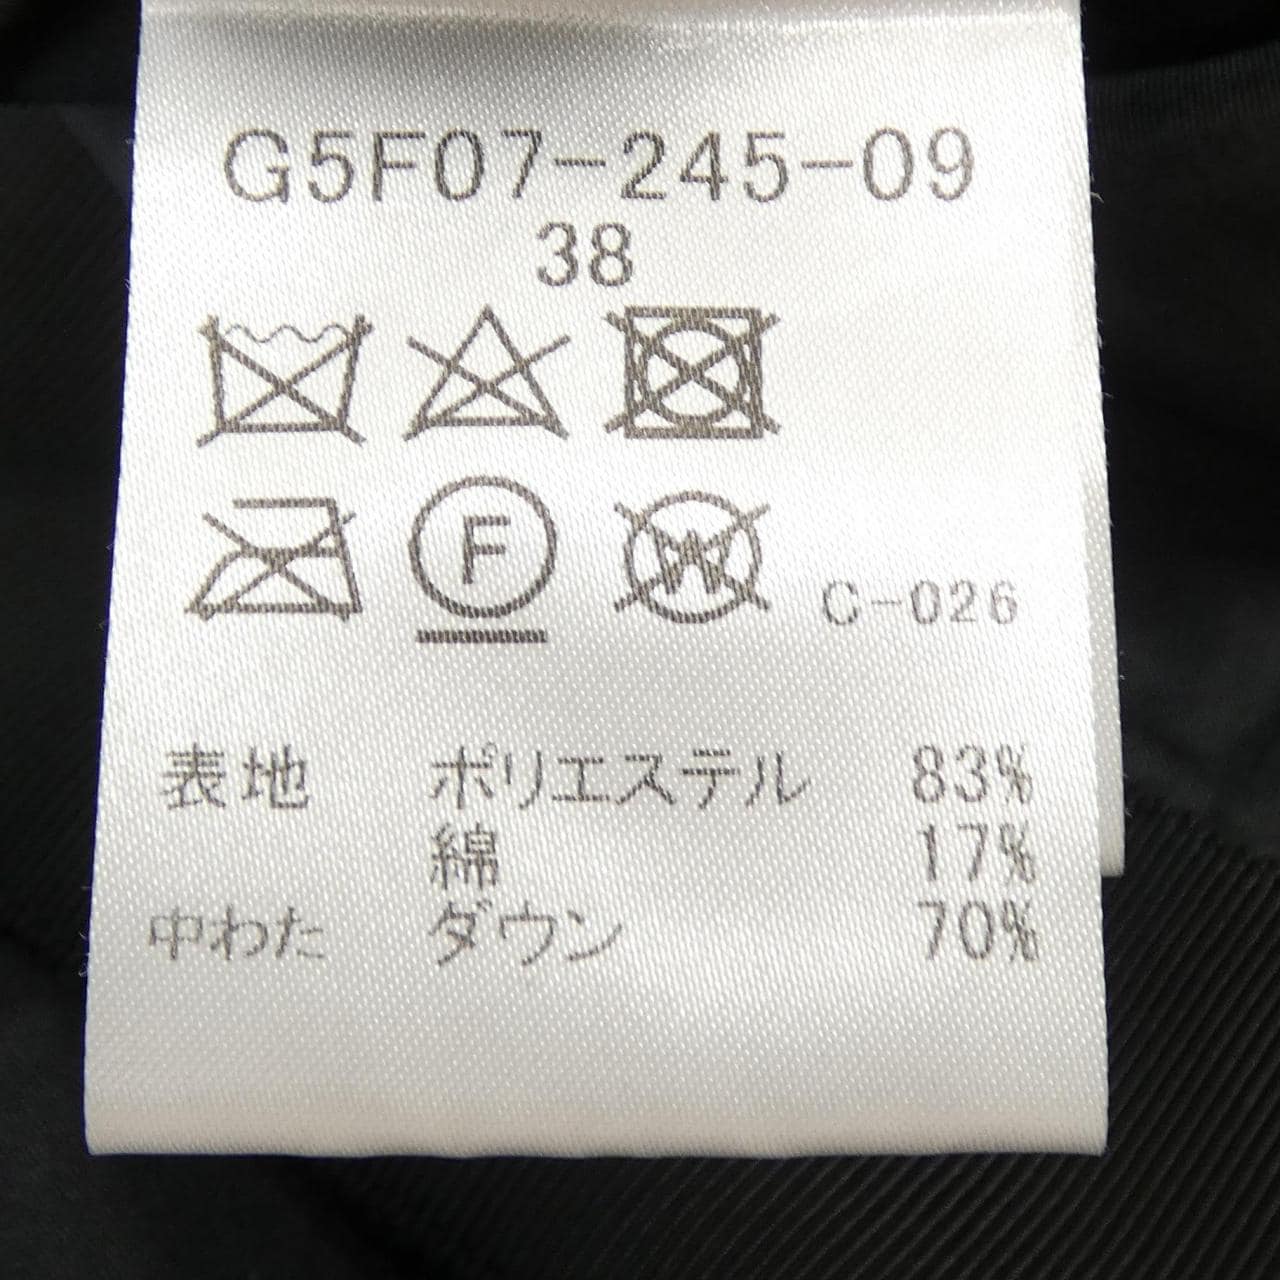 G5F07-245-09
38
F
W
C-026
表地 ポリエステル 83%
綿 17%
中わた ダウン 70%